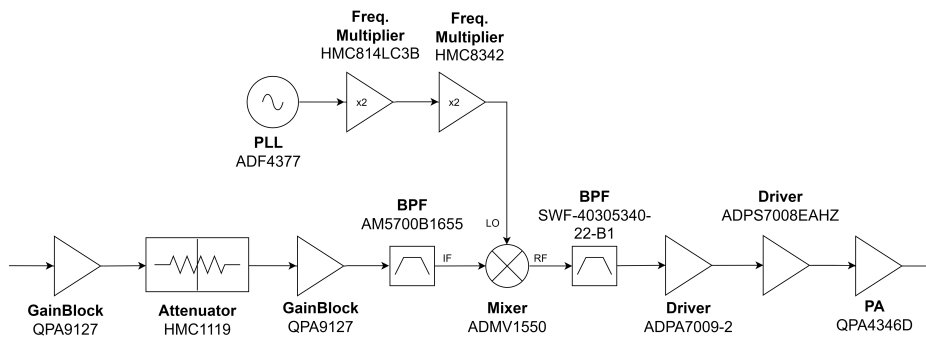 Freq.
Multiplier
HMC814LC3B
Freq.
Multiplier
HMC8342
x2
x2
PLL
ADF4377
BPF
AM5700B1655
BPF
SWF-40305340-
22-B1
Driver
ADPS7008EAHZ
LO
IF
RF
GainBlock
QPA9127
Attenuator
HMC1119
GainBlock
QPA9127
Mixer
ADMV1550
Driver
ADPA7009-2
PA
QPA4346D